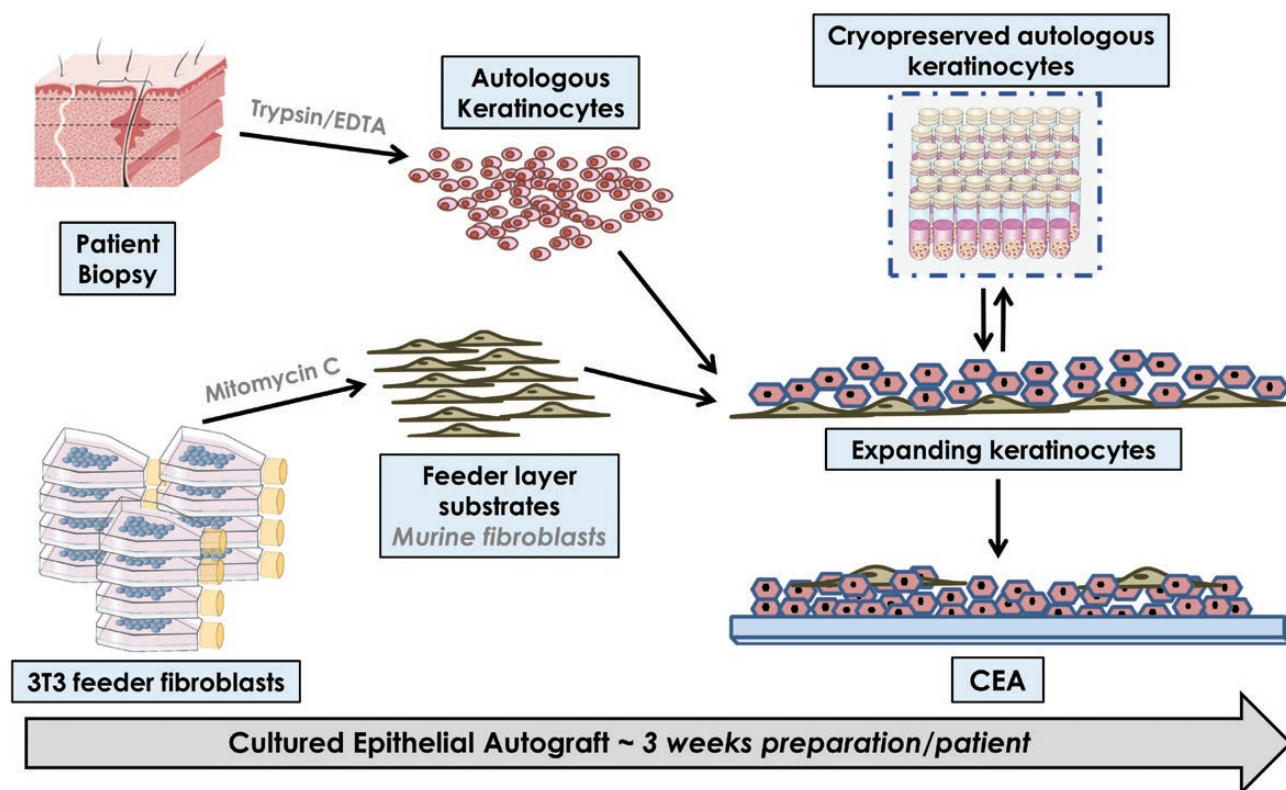 Cryopreserved autologous
keratinocytes
Autologous
Keratinocytes
Trypsin/EDTA
Patient
Biopsy
Mitomycin C
Expanding keratinocytes
Feeder layer
substrates
Murine fibroblasts
3T3 feeder fibroblasts
CEA
Cultured Epithelial Autograft ~ 3 weeks preparation/patient